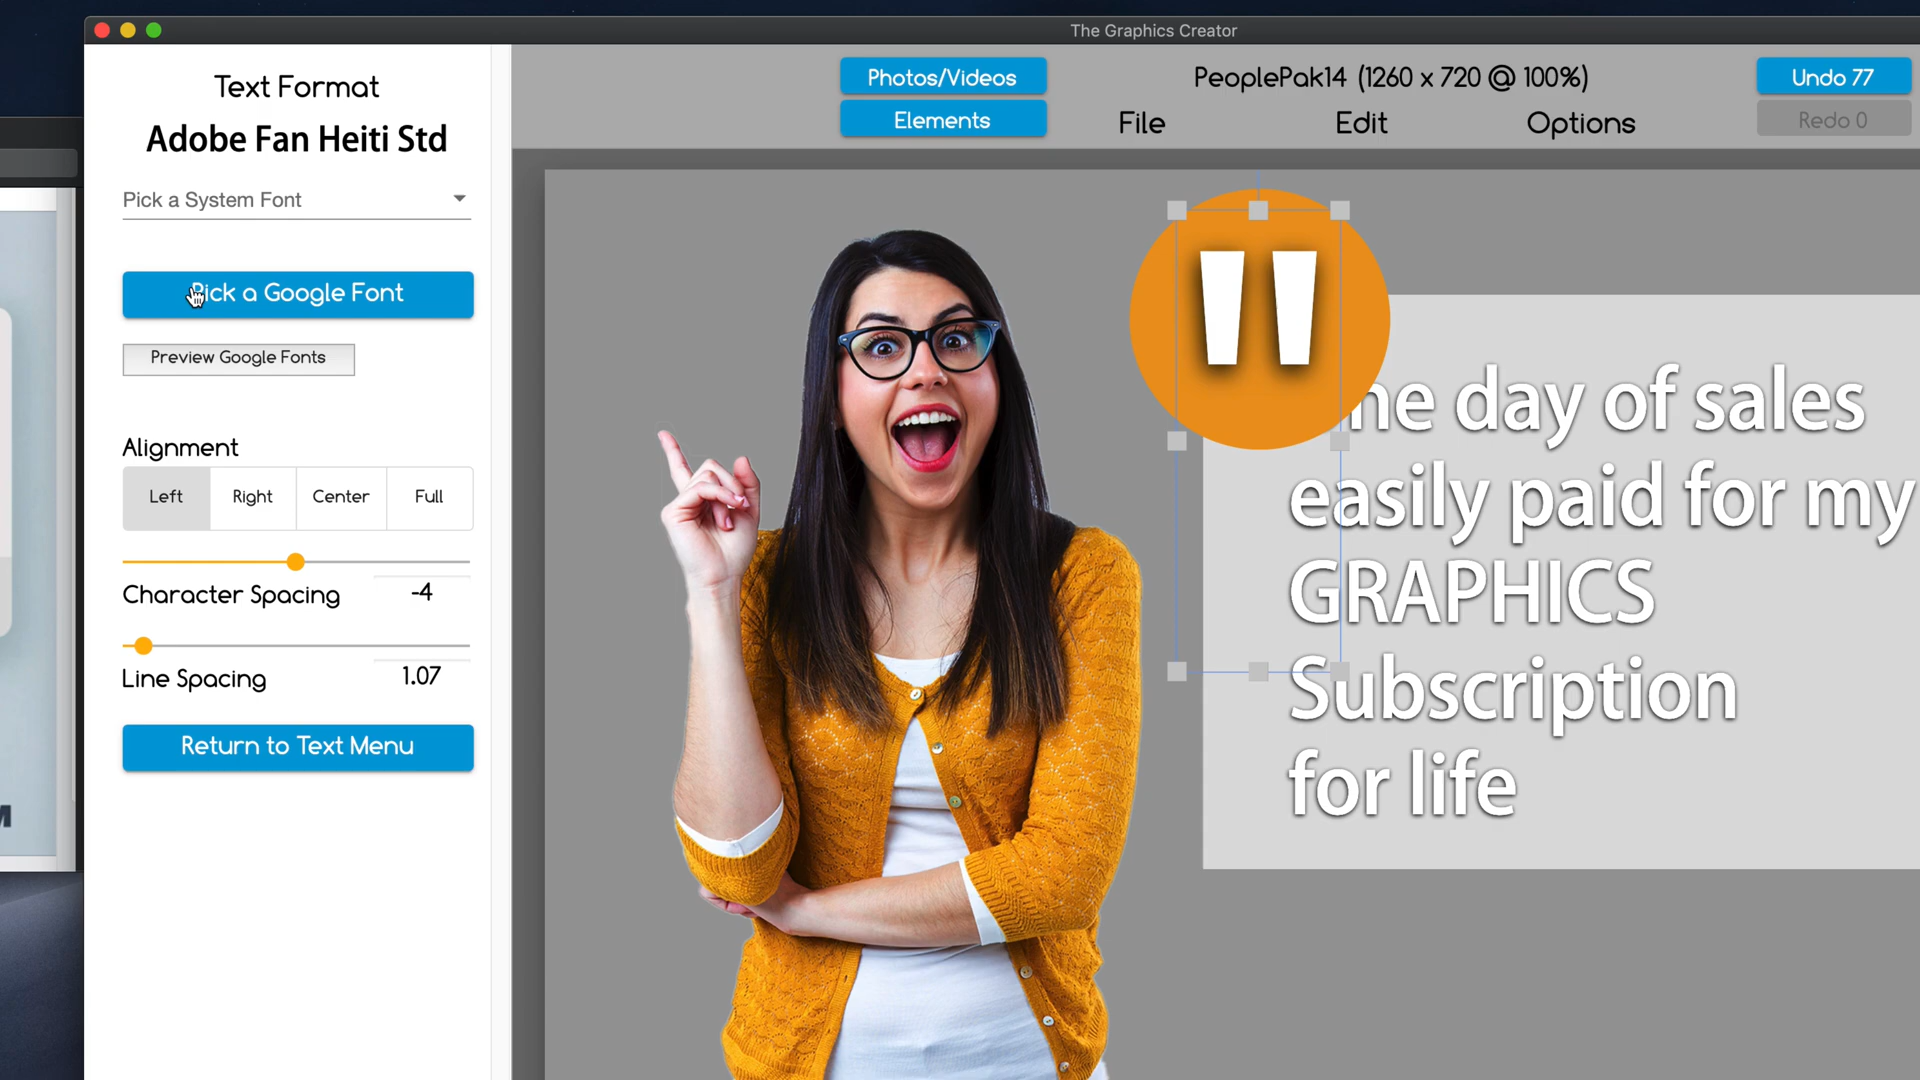 The Graphics Creator
Text Format
Adobe Fan Heiti Std
Pick a System Font
Pick a Google Font
Preview Google Fonts
Alignment
Left Right Center Full
Character Spacing -4
Line Spacing 1.07
Return to Text Menu
Photos/Videos
Elements
PeoplePak14 (1260 x 720 @ 100%)
File Edit Options
Undo 77
Redo 0
"
ne day of sales
easily paid for my
GRAPHICS
Subscription
for life
M